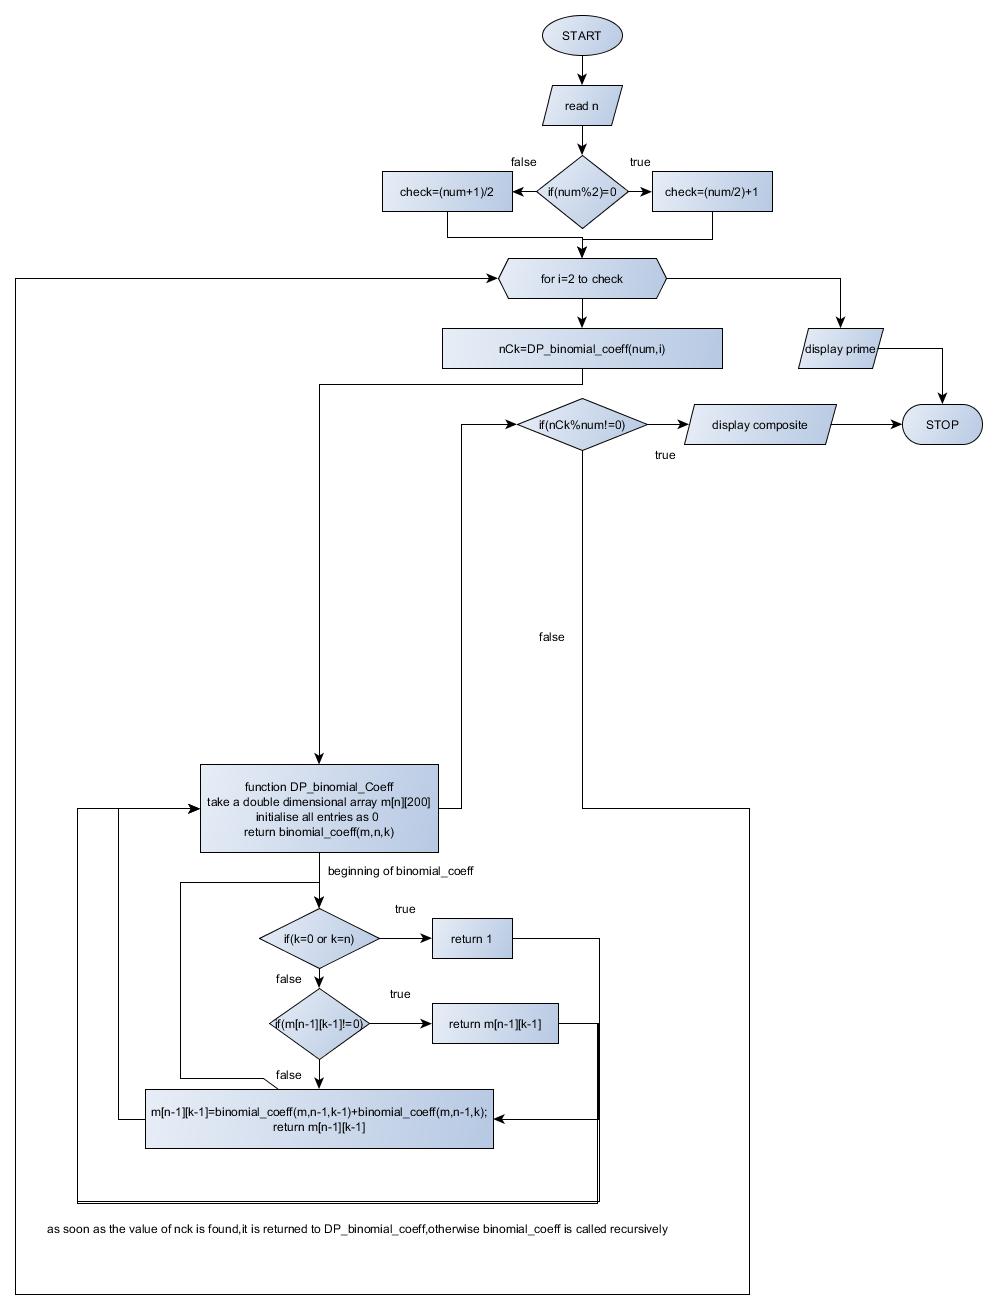 START
read n
false
true
check=(num+1)/2
if(num%2)=0
check=(num/2)+1
for i=2 to check
nCk=DP_binomial_coeff(num,i)
display prime
if(nCk%num!=0)
display composite
STOP
true
false
function DP_binomial_Coeff
take a double dimensional array m[n][200]
initialise all entries as 0
return binomial_coeff(m,n,k)
beginning of binomial_coeff
true
if(k=0 or k=n)
return 1
false
true
if(m[n-1][k-1]!=0)
return m[n-1][k-1]
false
m[n-1][k-1]=binomial_coeff(m,n-1,k-1)+binomial_coeff(m,n-1,k);
return m[n-1][k-1]
as soon as the value of nck is found,it is returned to DP_binomial_coeff,otherwise binomial_coeff is called recursively